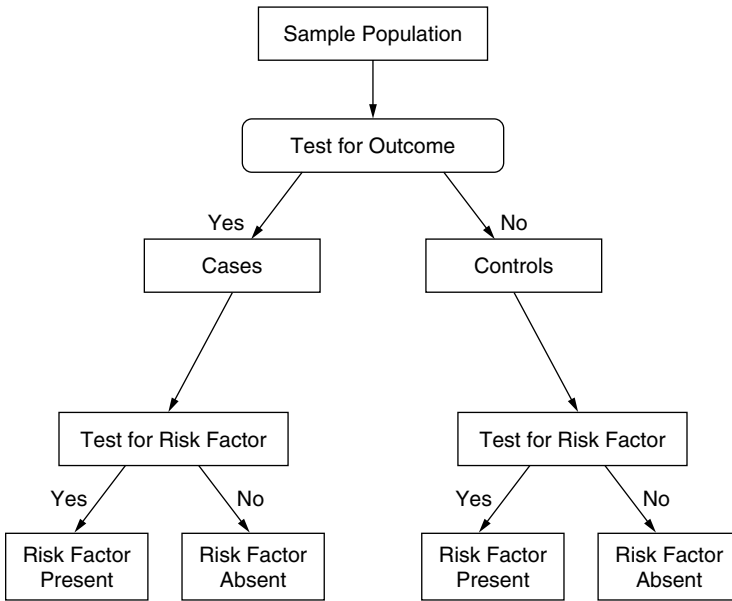 Sample Population
Test for Outcome
Yes
No
Cases
Controls
Test for Risk Factor
Test for Risk Factor
Yes
No
Yes
No
Risk Factor
Present
Risk Factor
Absent
Risk Factor
Present
Risk Factor
Absent